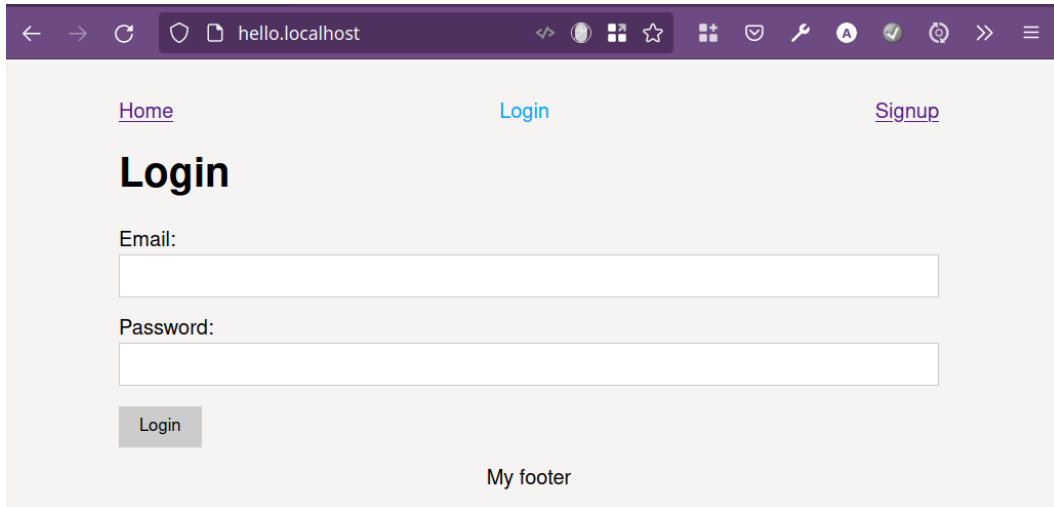 hello.localhost
Home Login Signup
Login
Email:
Password:
Login
My footer